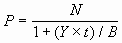 P = N / (1 + (Y × t) / B)